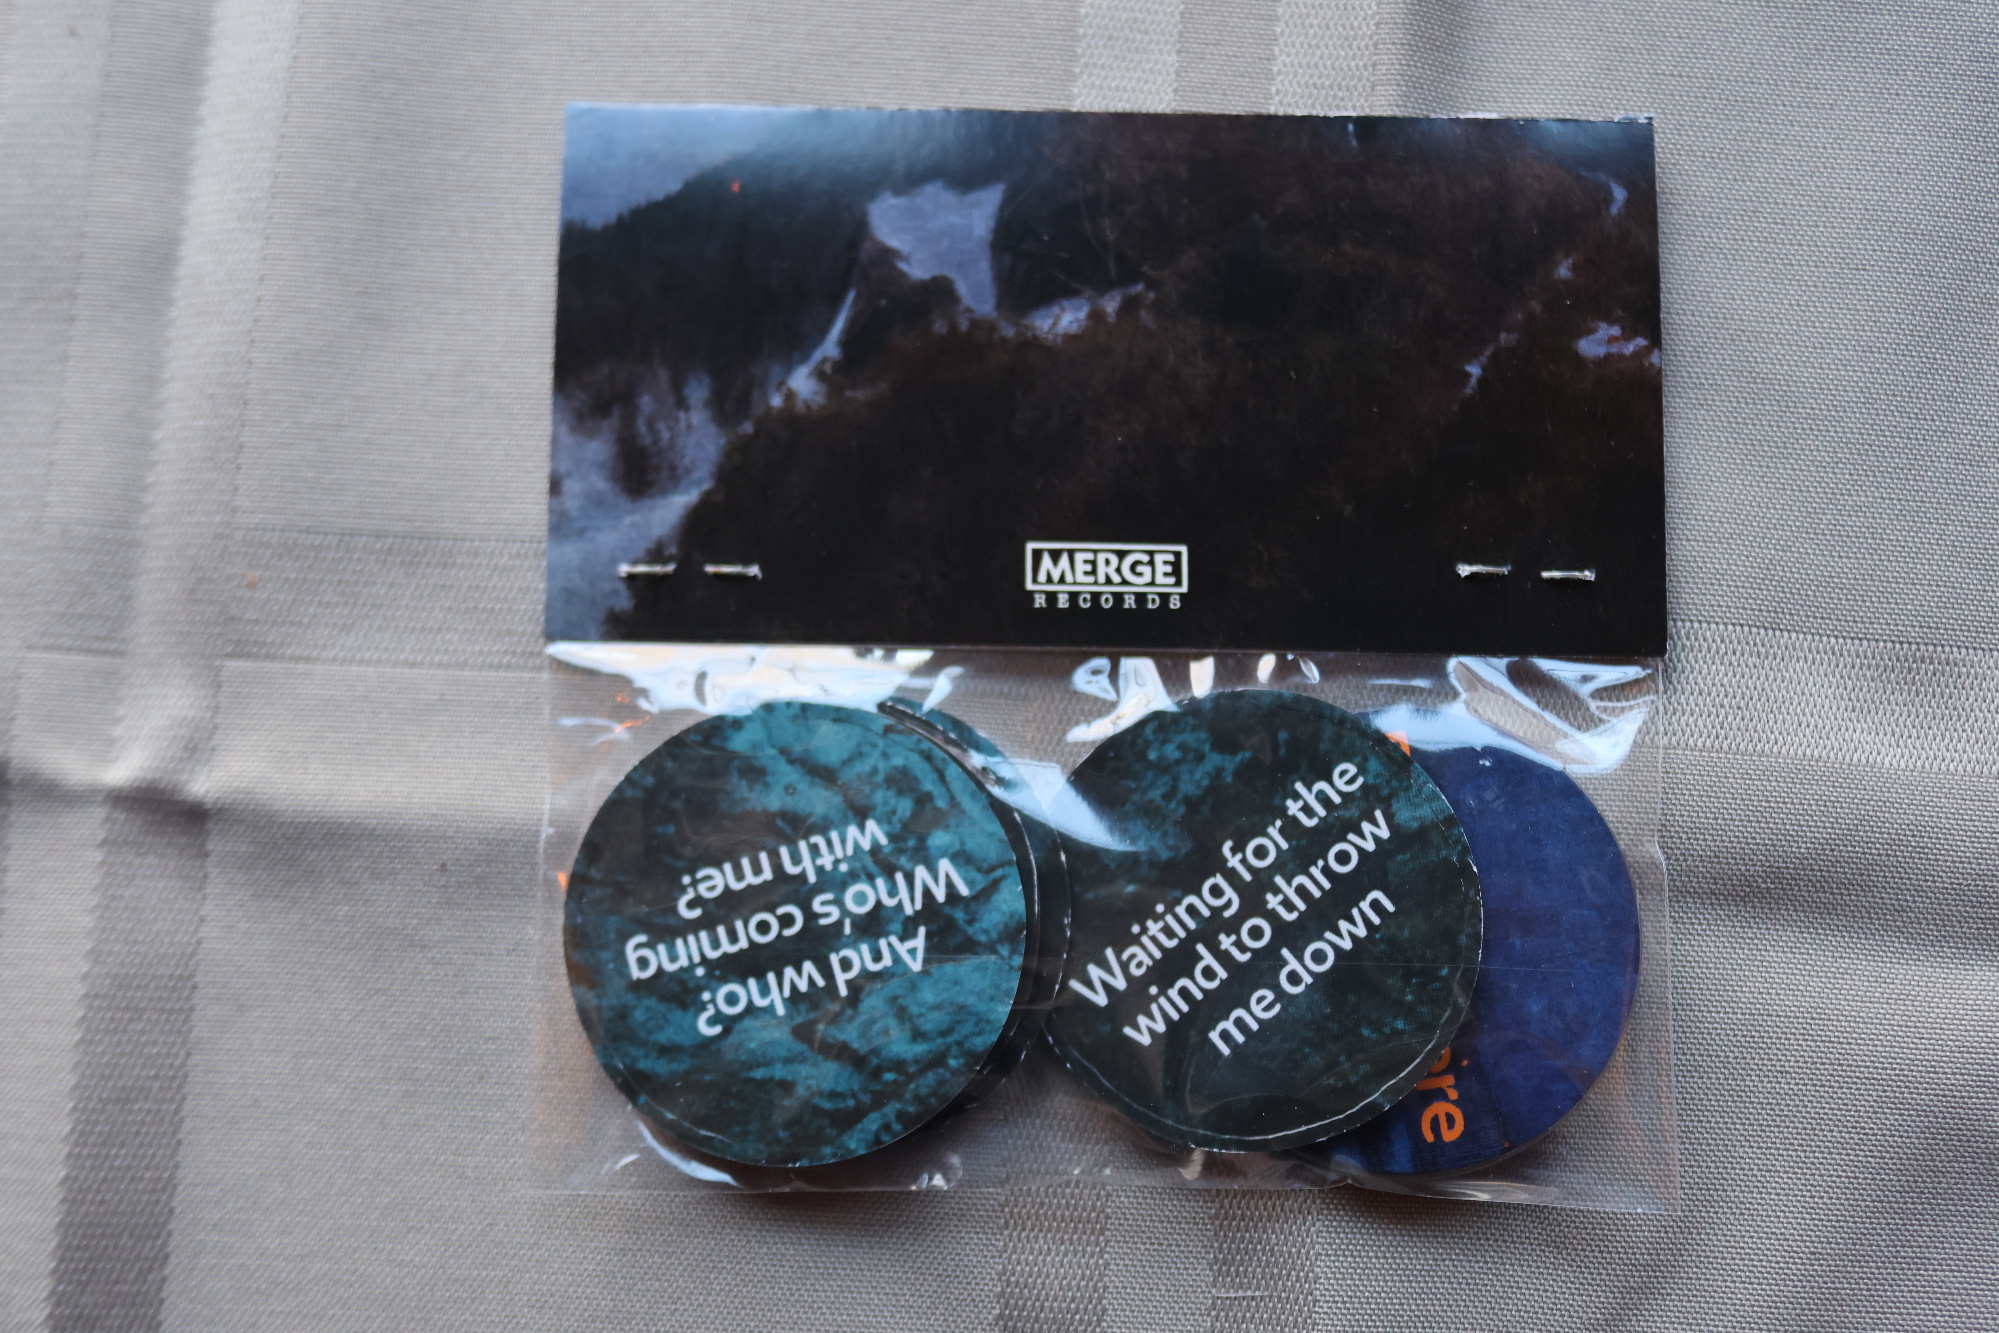 MERGE
RECORDS
And who?
Who's coming
with me?
Waiting for the
wind to throw
me down